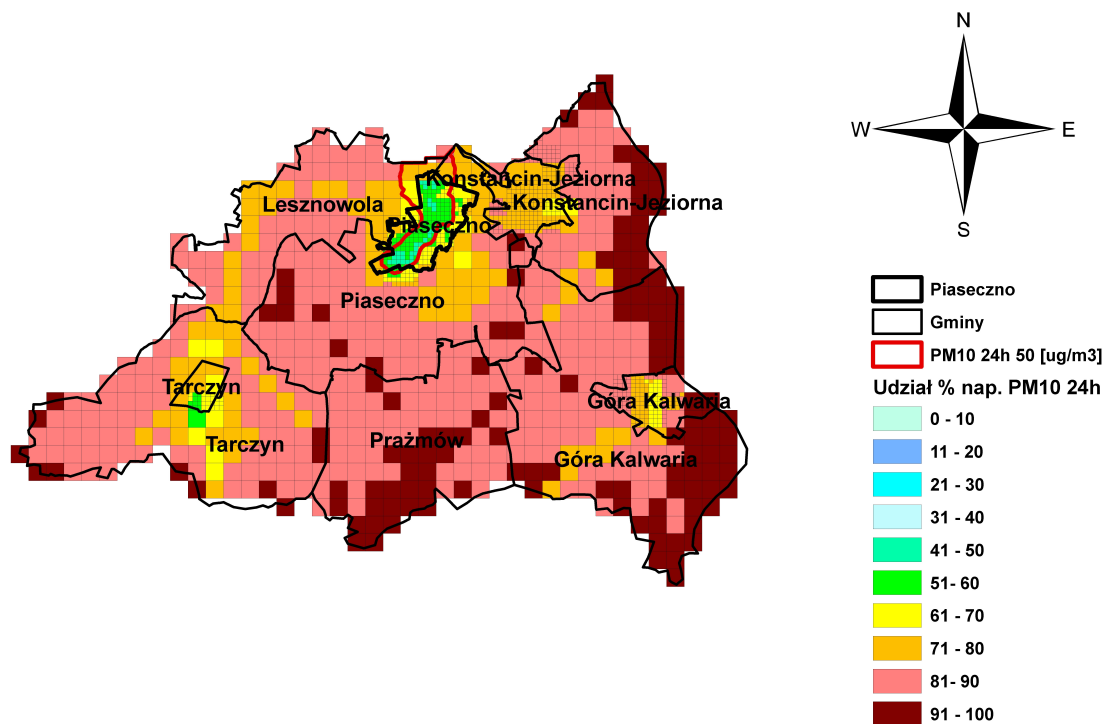 N
W
E
S
Konstancin-Jeziorna
Konstancin-Jeziorna
Lesznowola
Piaseczno
Piaseczno
Tarczyn
Góra Kalwaria
Tarczyn
Prażmów
Góra Kalwaria
Piaseczno
Gminy
PM10 24h 50 [ug/m3]
Udział % nap. PM10 24h
0 - 10
11 - 20
21 - 30
31 - 40
41 - 50
51- 60
61 - 70
71 - 80
81- 90
91 - 100